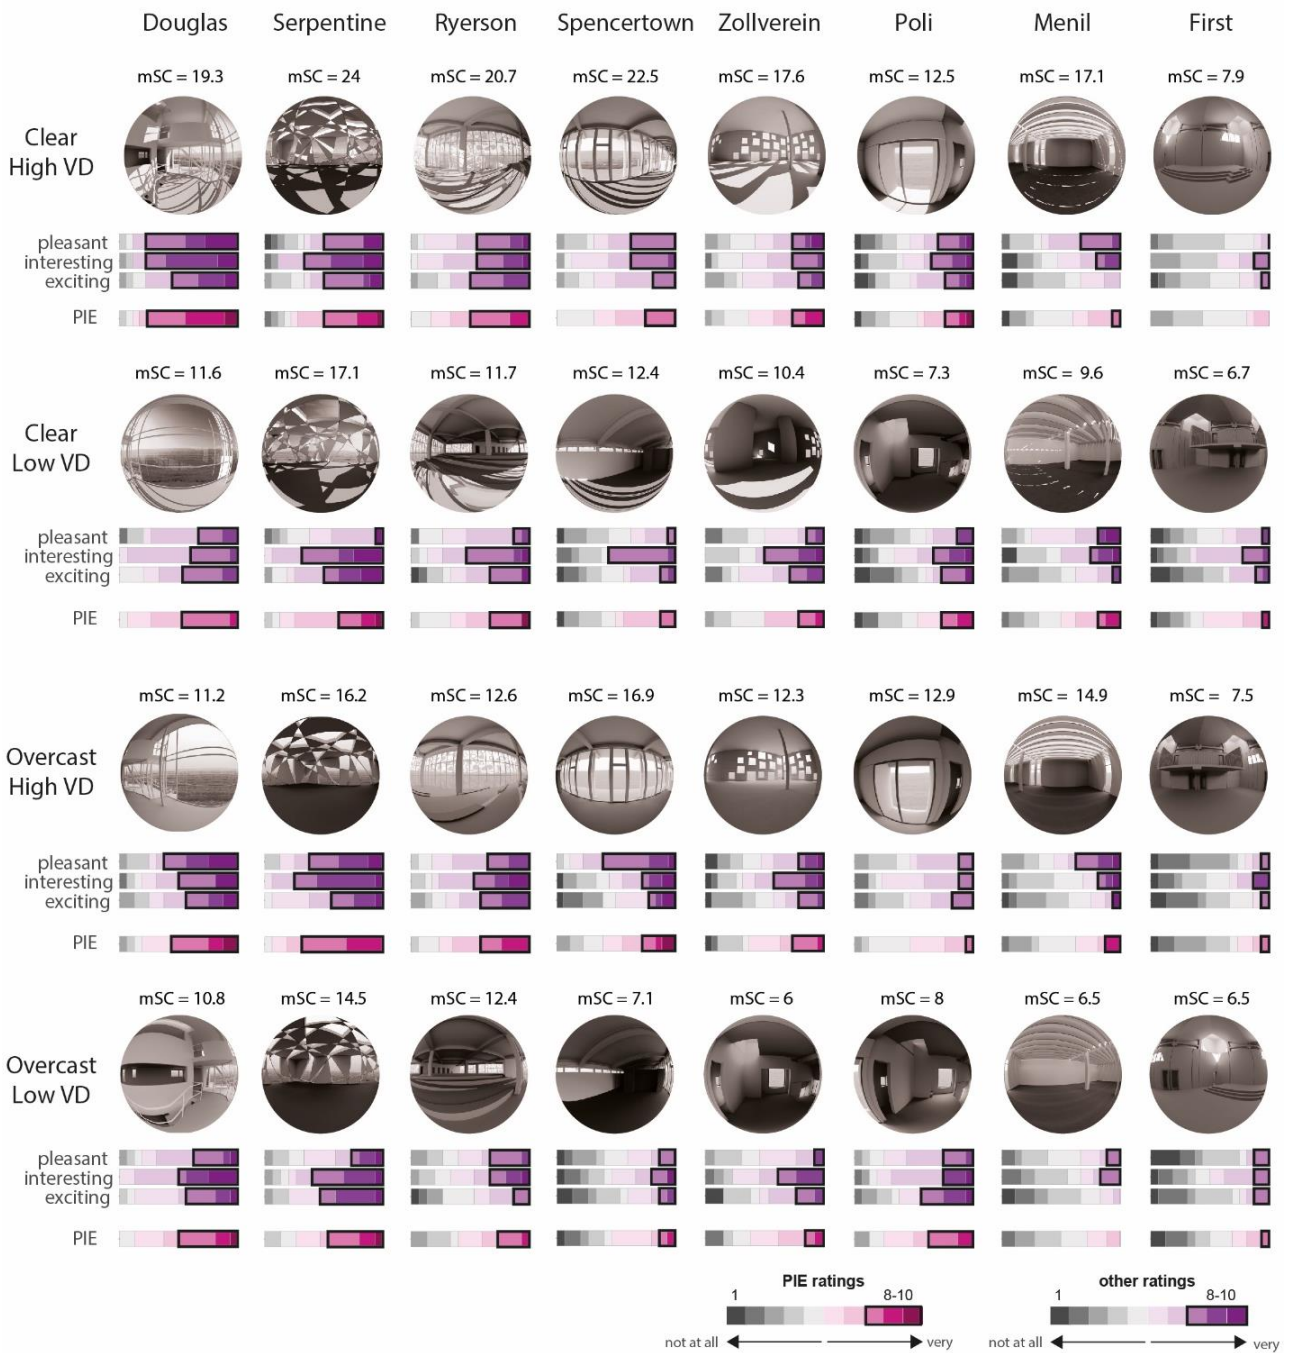 Douglas Serpentine Ryerson Spencertown Zollverein Poli Menil First
mSC = 19.3 mSC = 24 mSC = 20.7 mSC = 22.5 mSC = 17.6 mSC = 12.5 mSC = 17.1 mSC = 7.9
Clear
High VD
pleasant
interesting
exciting
PIE
mSC = 11.6 mSC = 17.1 mSC = 11.7 mSC = 12.4 mSC = 10.4 mSC = 7.3 mSC = 9.6 mSC = 6.7
Clear
Low VD
pleasant
interesting
exciting
PIE
mSC = 11.2 mSC = 16.2 mSC = 12.6 mSC = 16.9 mSC = 12.3 mSC = 12.9 mSC = 14.9 mSC = 7.5
Overcast
High VD
pleasant
interesting
exciting
PIE
mSC = 10.8 mSC = 14.5 mSC = 12.4 mSC = 7.1 mSC = 6 mSC = 8 mSC = 6.5 mSC = 6.5
Overcast
Low VD
pleasant
interesting
exciting
PIE
PIE ratings other ratings
1 8-10 1 8-10
not at all very not at all very